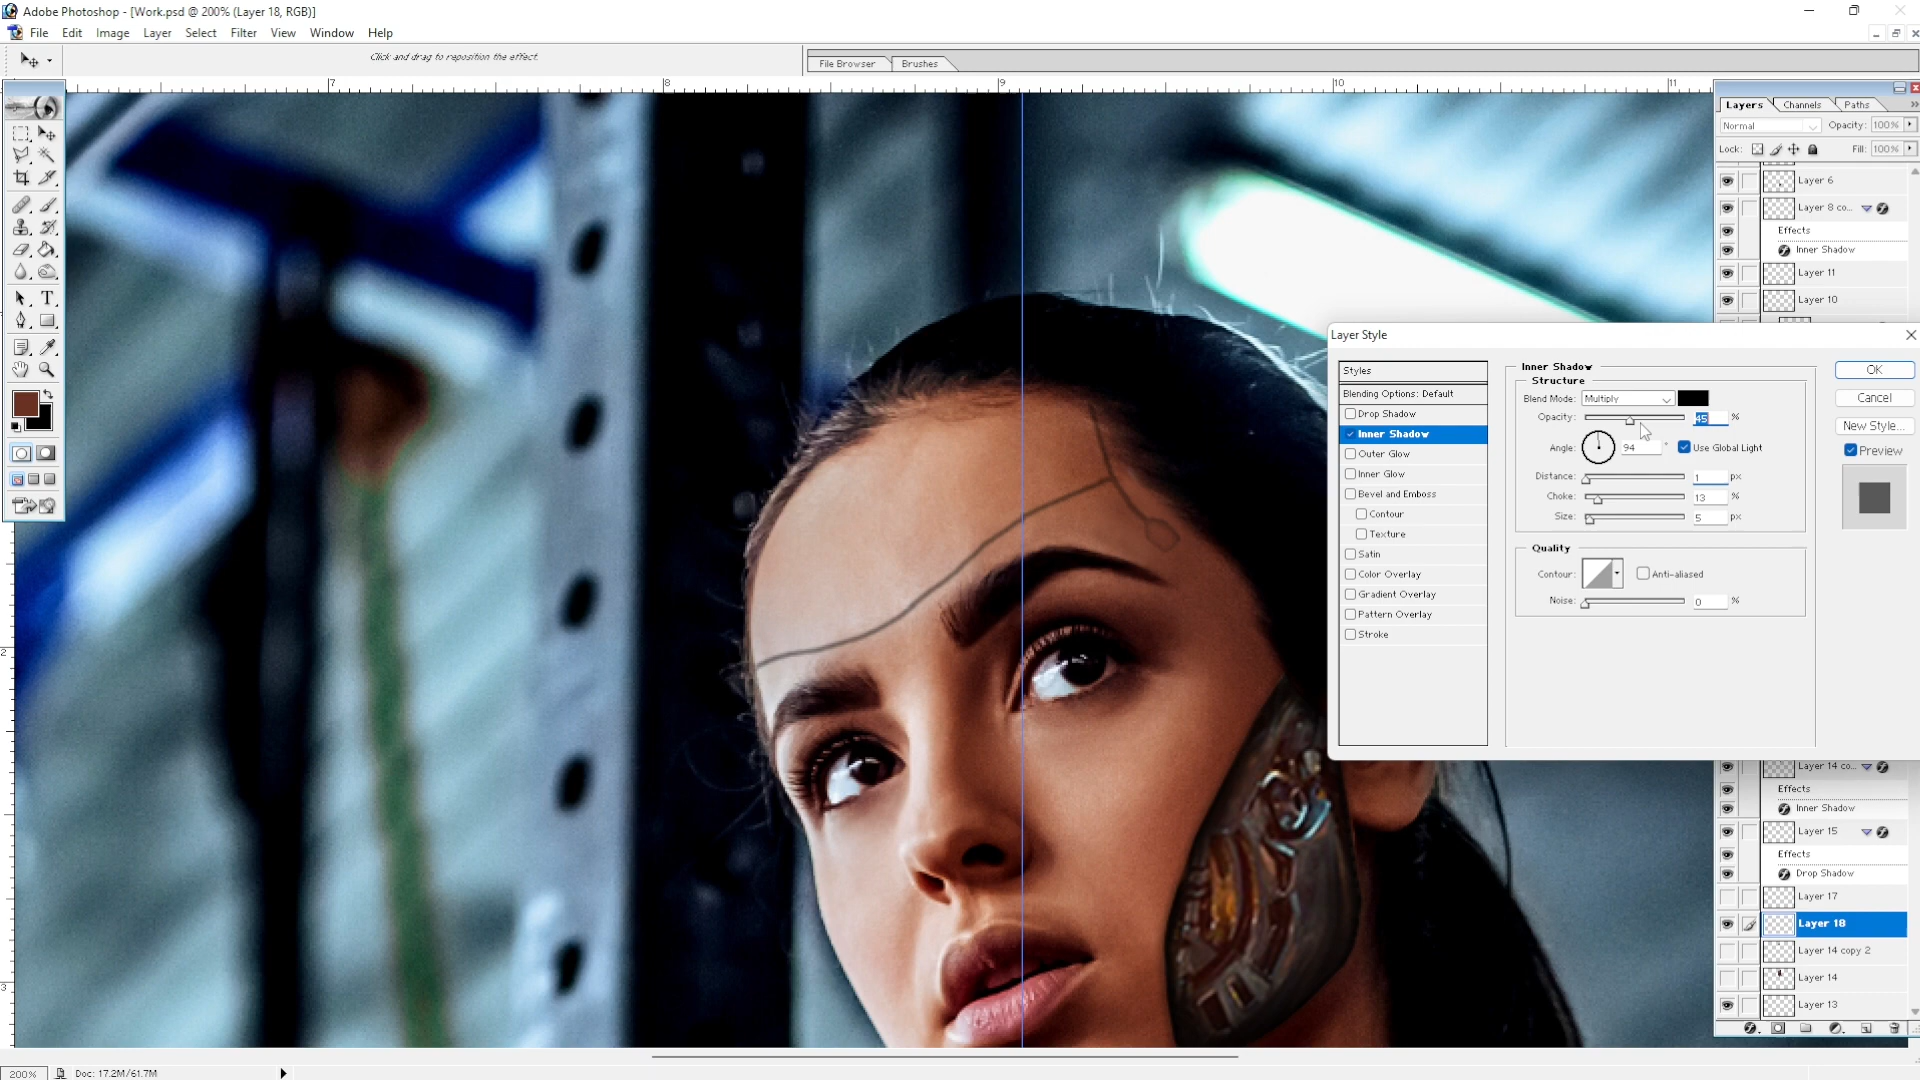 Adobe Photoshop - [Work.psd @ 200% (Layer 18, RGB)]
File Edit Image Layer Select Filter View Window Help
Click and drag to reposition the effect.
File Browser Brushes
7 8 9 10 11
Layers Channels Paths
Normal Opacity: 100%
Lock: Fill: 100%
Layer 6
Layer 8 co...
Effects
Inner Shadow
Layer 11
Layer 10
Layer Style
Styles
Blending Options: Default
Drop Shadow
Inner Shadow
Outer Glow
Inner Glow
Bevel and Emboss
Contour
Texture
Satin
Color Overlay
Gradient Overlay
Pattern Overlay
Stroke
Inner Shadow
Structure
Blend Mode: Multiply
Opacity: 45 %
Angle: 94 ° Use Global Light
Distance: 1 px
Choke: 13 %
Size: 5 px
Quality
Contour: Anti-aliased
Noise: 0 %
OK
Cancel
New Style...
Preview
2
3
Layer 14 co...
Effects
Inner Shadow
Layer 15
Effects
Drop Shadow
Layer 17
Layer 18
Layer 14 copy 2
Layer 14
Layer 13
200% Doc: 17.2M/61.7M